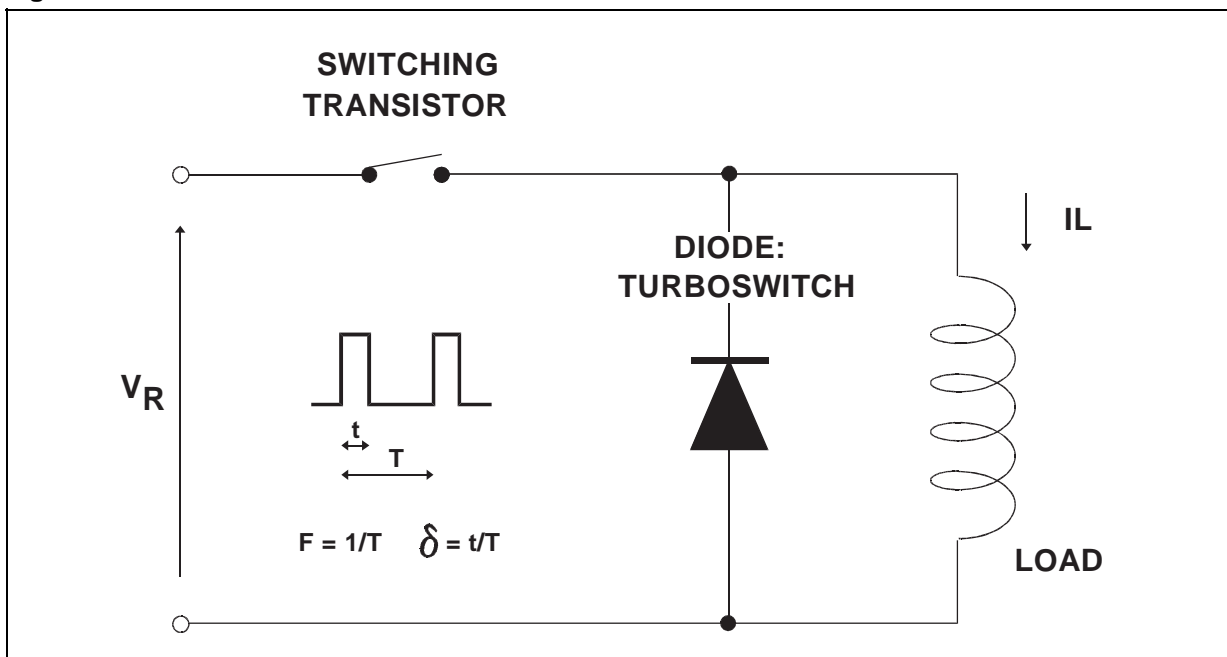 SWITCHING
TRANSISTOR
IL
DIODE:
TURBOSWITCH
VR
t
T
F = 1/T δ = t/T
LOAD